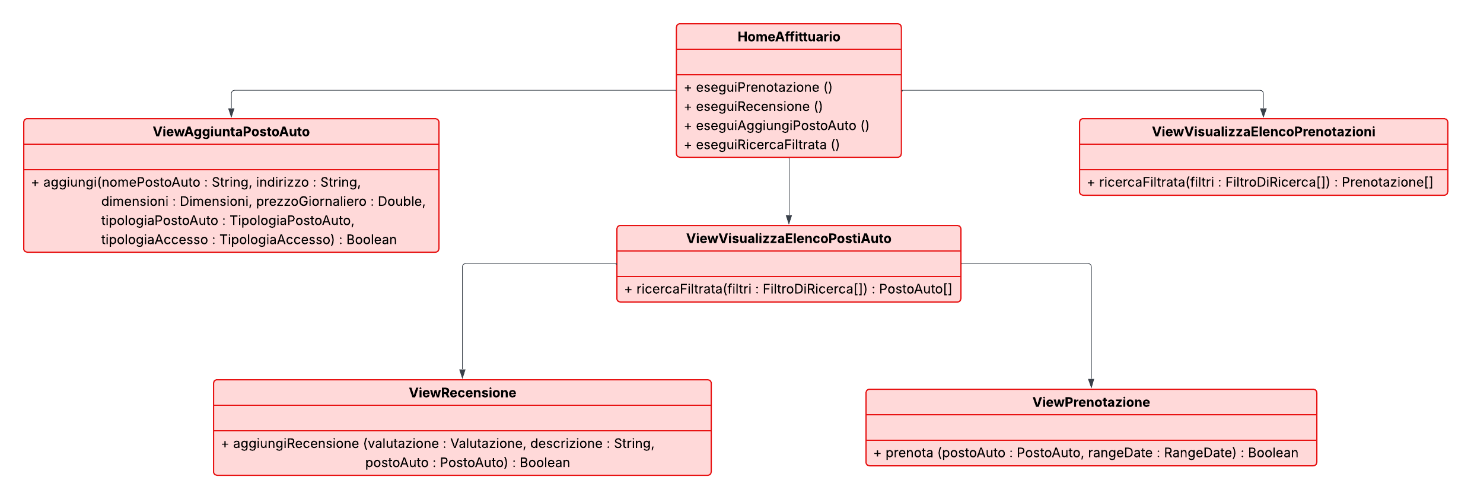 HomeAffittuario
+ eseguiPrenotazione ()
+ eseguiRecensione ()
+ eseguiAggiungiPostoAuto ()
+ eseguiRicercaFiltrata ()
ViewAggiuntaPostoAuto
+ aggiungi(nomePostoAuto : String, indirizzo : String,
dimensioni : Dimensioni, prezzoGiornaliero : Double,
tipologiaPostoAuto : TipologiaPostoAuto,
tipologiaAccesso : TipologiaAccesso) : Boolean
ViewVisualizzaElencoPrenotazioni
+ ricercaFiltrata(filtri : FiltroDiRicerca[]) : Prenotazione[]
ViewVisualizzaElencoPostiAuto
+ ricercaFiltrata(filtri : FiltroDiRicerca[]) : PostoAuto[]
ViewRecensione
+ aggiungiRecensione (valutazione : Valutazione, descrizione : String,
postoAuto : PostoAuto) : Boolean
ViewPrenotazione
+ prenota (postoAuto : PostoAuto, rangeDate : RangeDate) : Boolean